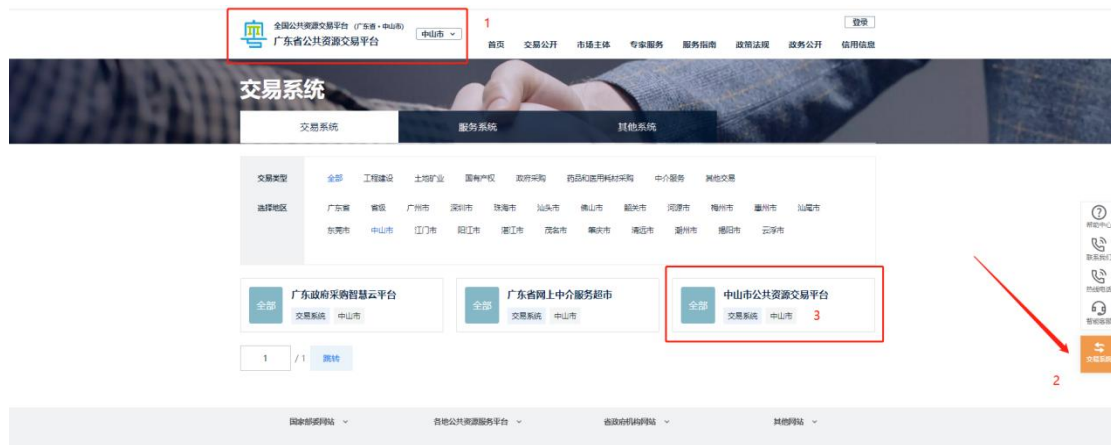 全国公共资源交易平台 (广东省·中山市)
广东省公共资源交易平台
中山市
1
登录
首页 交易公开 市场主体 专家服务 服务指南 政策法规 政务公开 信用信息
交易系统
交易系统 服务系统 其他系统
交易类型 全部 工程建设 土地矿业 国有产权 政府采购 药品和医用耗材采购 中介服务 其他交易
选择地区 广东省 省级 广州市 深圳市 珠海市 汕头市 佛山市 韶关市 河源市 梅州市 惠州市 汕尾市
东莞市 中山市 江门市 阳江市 湛江市 茂名市 肇庆市 清远市 潮州市 揭阳市 云浮市
全部 广东政府采购智慧云平台
交易系统 中山市
全部 广东省网上中介服务超市
交易系统 中山市
全部 中山市公共资源交易平台
交易系统 中山市 3
1 / 1 跳转
帮助中心
联系我们
热线电话
智能客服
交易系统
2
国家部委网站 各地公共资源服务平台 省政府机构网站 其他网站